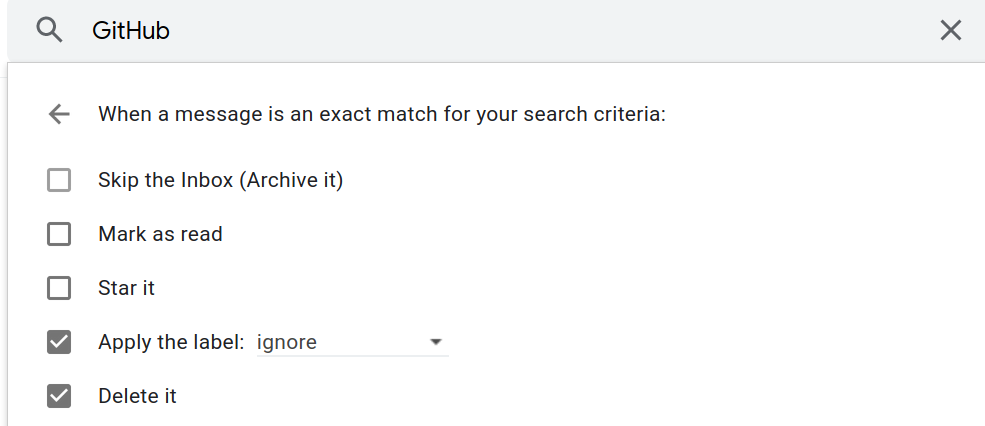 GitHub
When a message is an exact match for your search criteria:
Skip the Inbox (Archive it)
Mark as read
Star it
Apply the label: ignore
Delete it